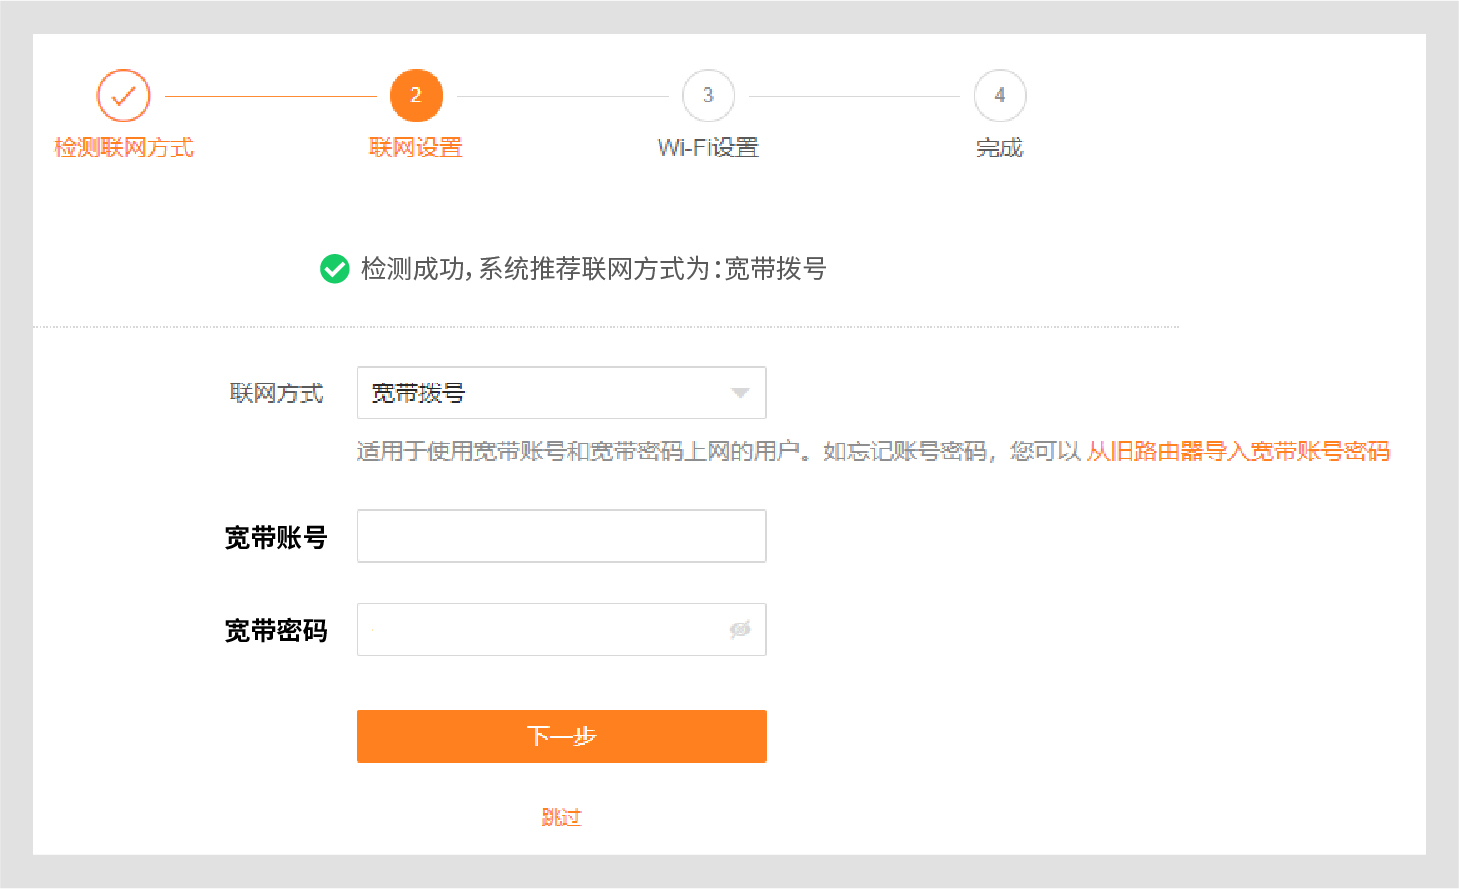 2 3 4
检测联网方式 联网设置 Wi-Fi设置 完成
检测成功，系统推荐联网方式为：宽带拨号
联网方式 宽带拨号
适用于使用宽带账号和宽带密码上网的用户。如忘记账号密码，您可以 从旧路由器导入宽带账号密码
宽带账号
宽带密码
下一步
跳过